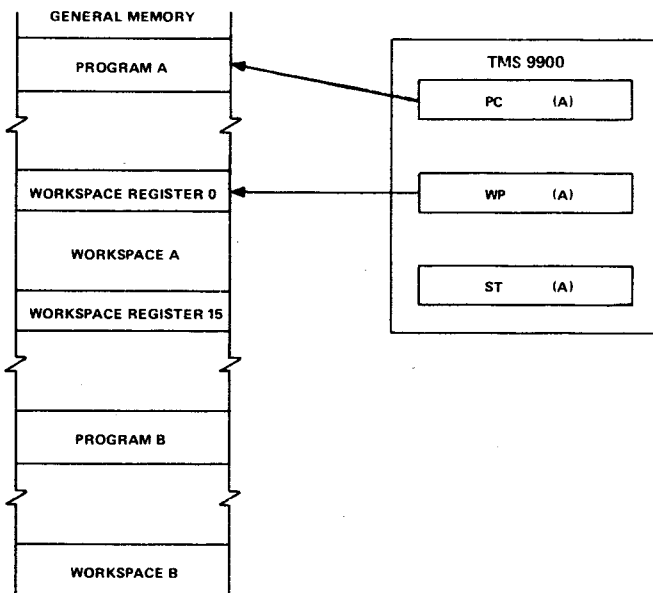 GENERAL MEMORY
PROGRAM A
WORKSPACE REGISTER 0
WORKSPACE A
WORKSPACE REGISTER 15
PROGRAM B
WORKSPACE B
TMS 9900
PC (A)
WP (A)
ST (A)